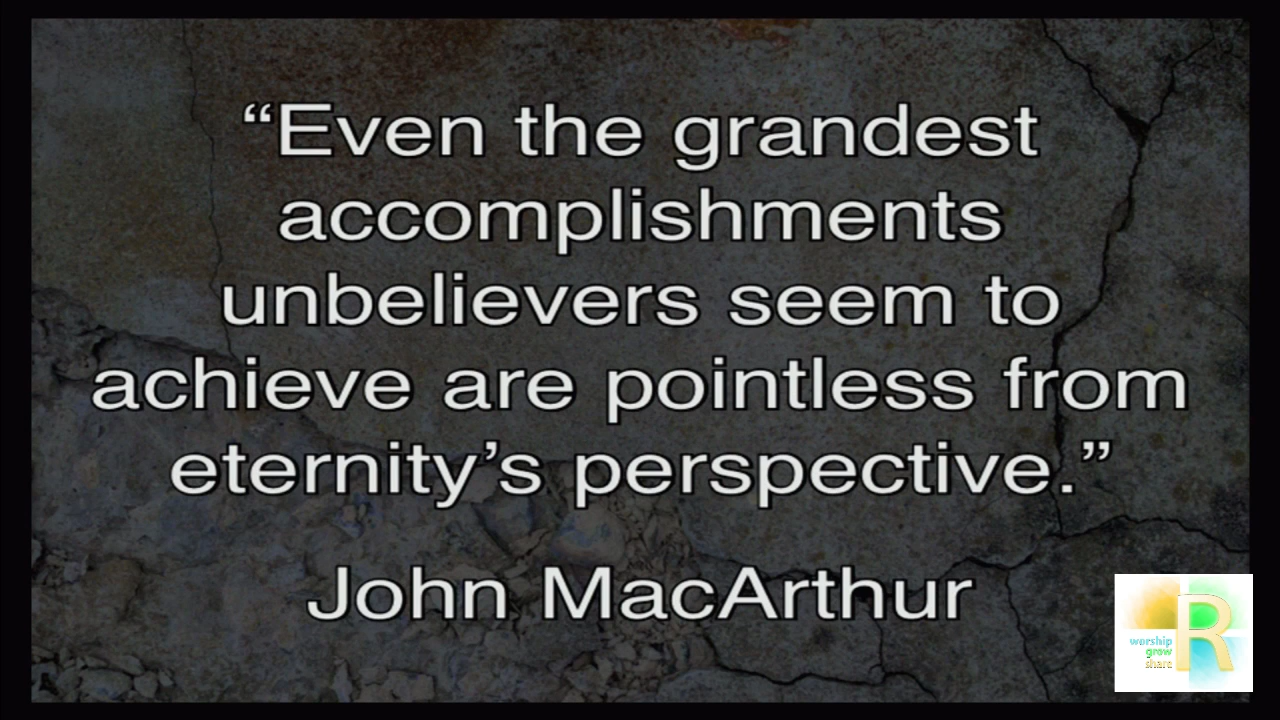 “Even the grandest
accomplishments
unbelievers seem to
achieve are pointless from
eternity’s perspective.”
John MacArthur
R
worship
grow
share